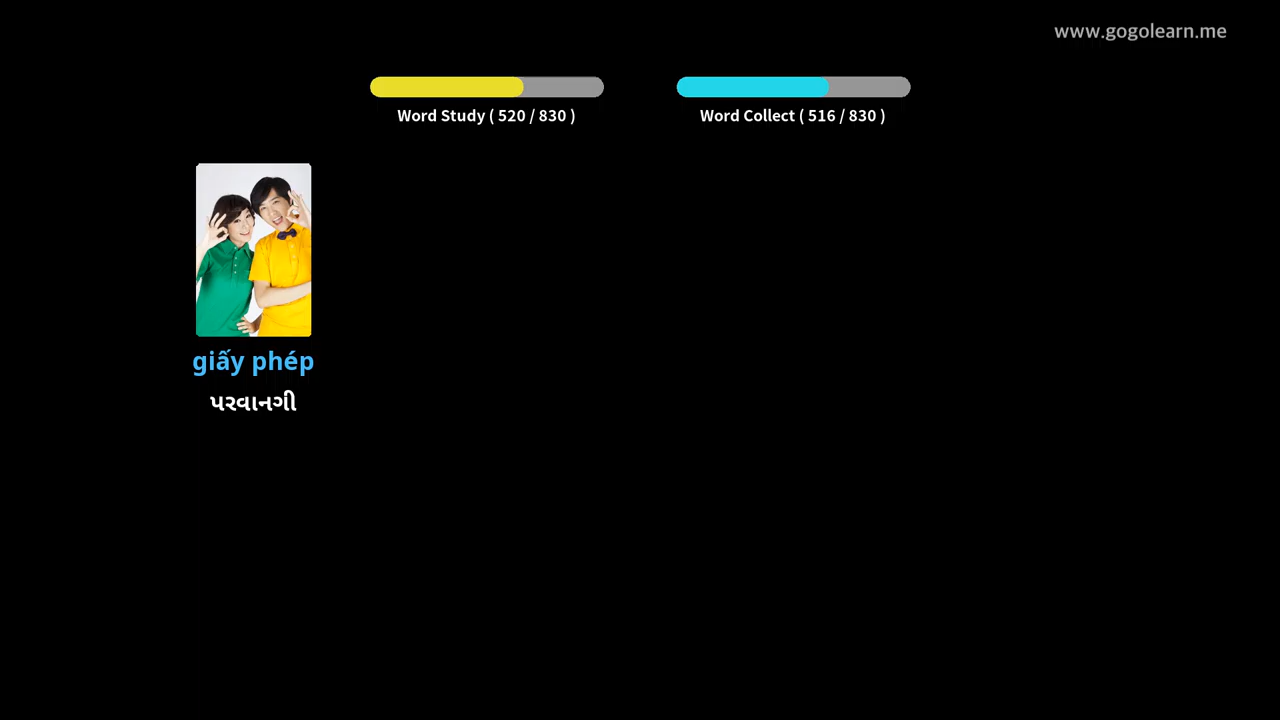 www.gogolearn.me
Word Study ( 520 / 830 )
Word Collect ( 516 / 830 )
giấy phép
પરવાનગી